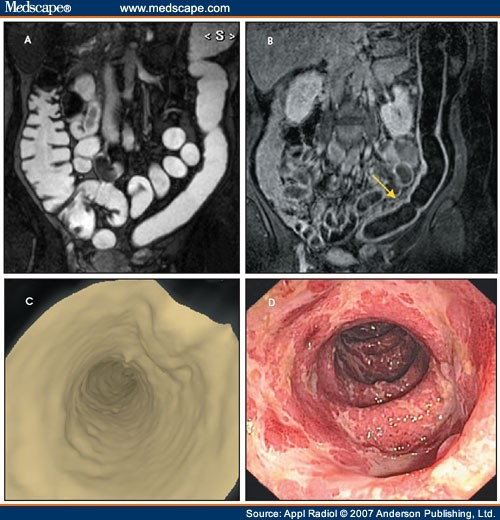 Medscape® www.medscape.com
A < S >
B
C
D
Source: Appl Radiol © 2007 Anderson Publishing, Ltd.